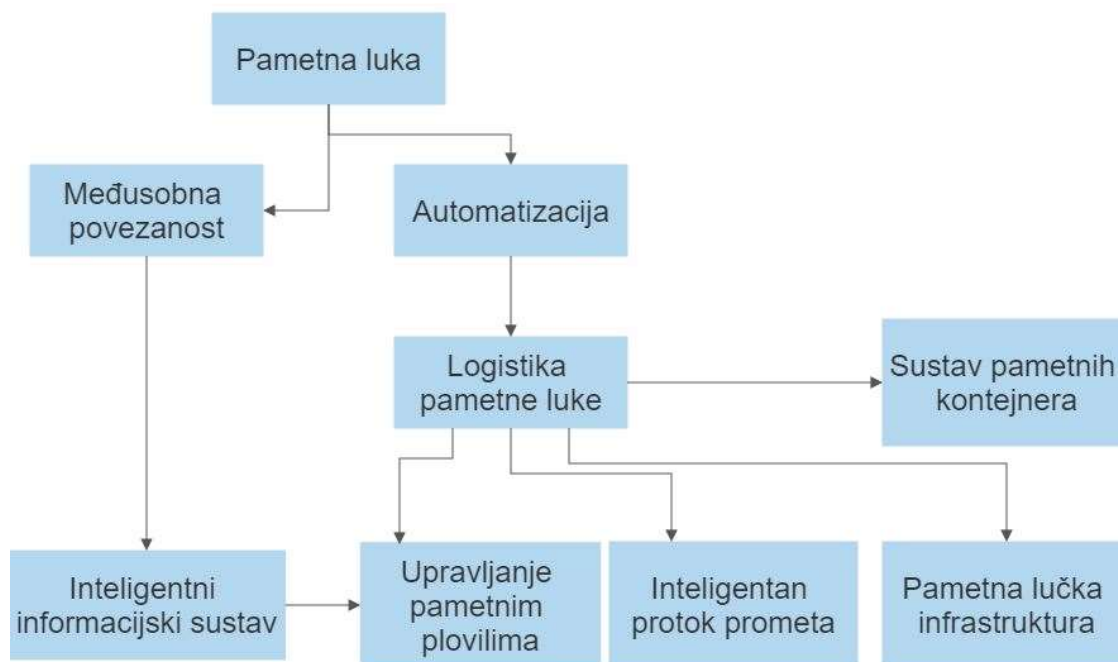 Pametna luka
Međusobna
povezanost
Automatizacija
Logistika
pametne luke
Sustav pametnih
kontejnera
Inteligentni
informacijski sustav
Upravljanje
pametnim
plovilima
Inteligentan
protok prometa
Pametna lučka
infrastruktura